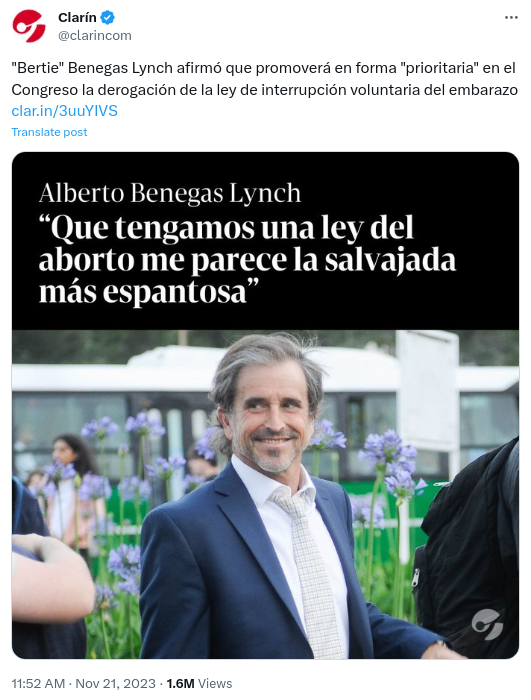 Clarín
@clarincom
"Bertie" Benegas Lynch afirmó que promoverá en forma "prioritaria" en el
Congreso la derogación de la ley de interrupción voluntaria del embarazo
clar.in/3uuYIVS
Translate post
Alberto Benegas Lynch
“Que tengamos una ley del
aborto me parece la salvajada
más espantosa”
11:52 AM · Nov 21, 2023 · 1.6M Views